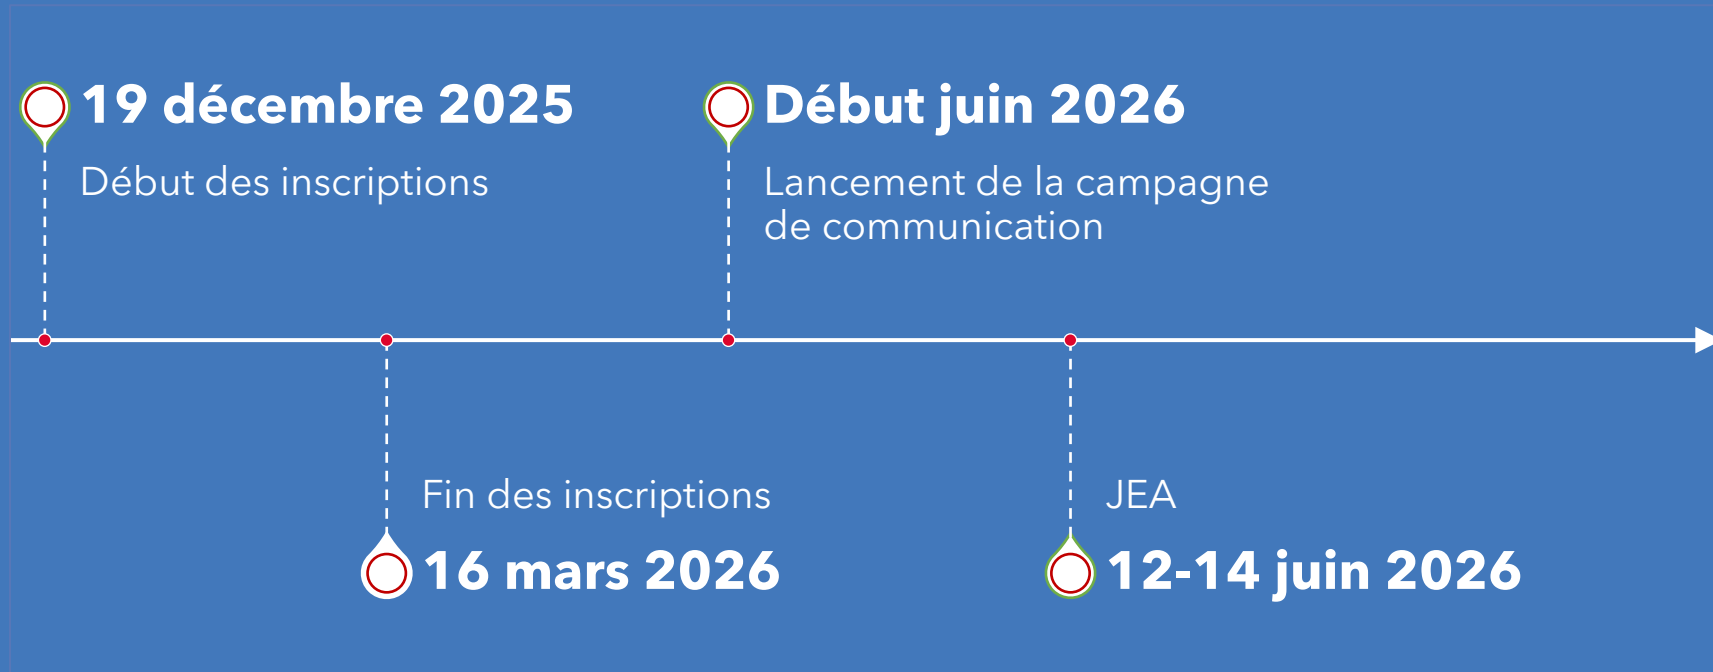 19 décembre 2025
Début des inscriptions
Début juin 2026
Lancement de la campagne
de communication
Fin des inscriptions
16 mars 2026
JEA
12-14 juin 2026